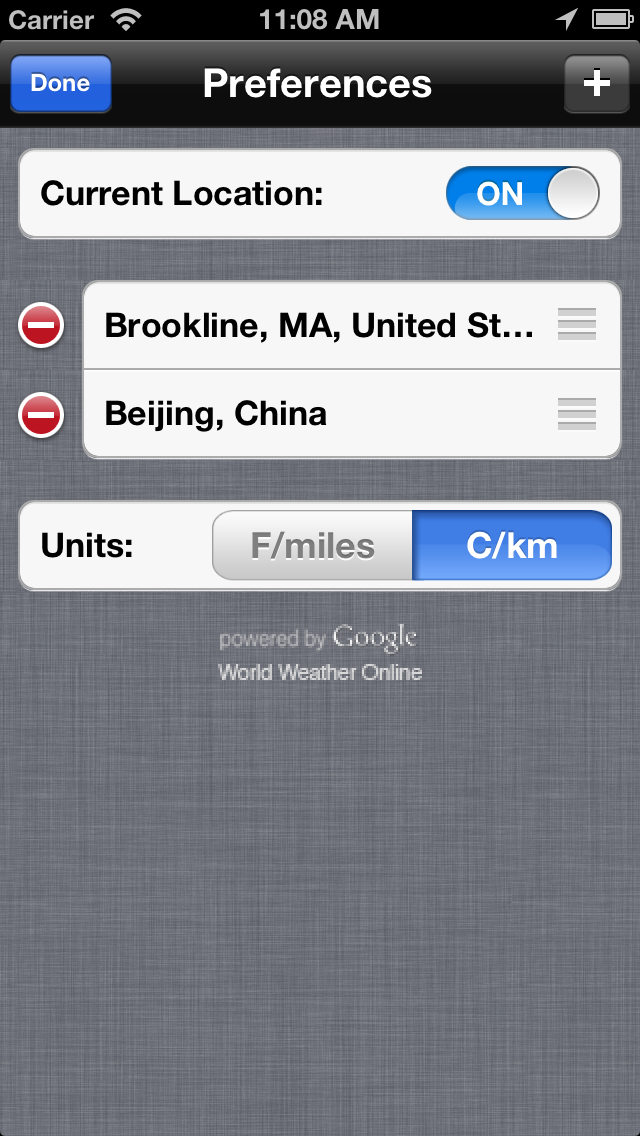 Carrier 11:08 AM
Done Preferences +
Current Location: ON
Brookline, MA, United St...
Beijing, China
Units: F/miles C/km
powered by Google
World Weather Online